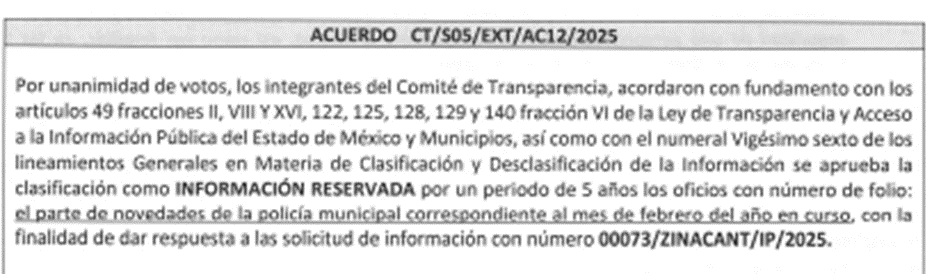 ACUERDO CT/S05/EXT/AC12/2025
Por unanimidad de votos, los integrantes del Comité de Transparencia, acordaron con fundamento con los
artículos 49 fracciones II, VIII Y XVI, 122, 125, 128, 129 y 140 fracción VI de la Ley de Transparencia y Acceso
a la Información Pública del Estado de México y Municipios, así como con el numeral Vigésimo sexto de los
lineamientos Generales en Materia de Clasificación y Desclasificación de la Información se aprueba la
clasificación como INFORMACIÓN RESERVADA por un periodo de 5 años los oficios con número de folio:
el parte de novedades de la policía municipal correspondiente al mes de febrero del año en curso, con la
finalidad de dar respuesta a las solicitud de información con número 00073/ZINACANT/IP/2025.